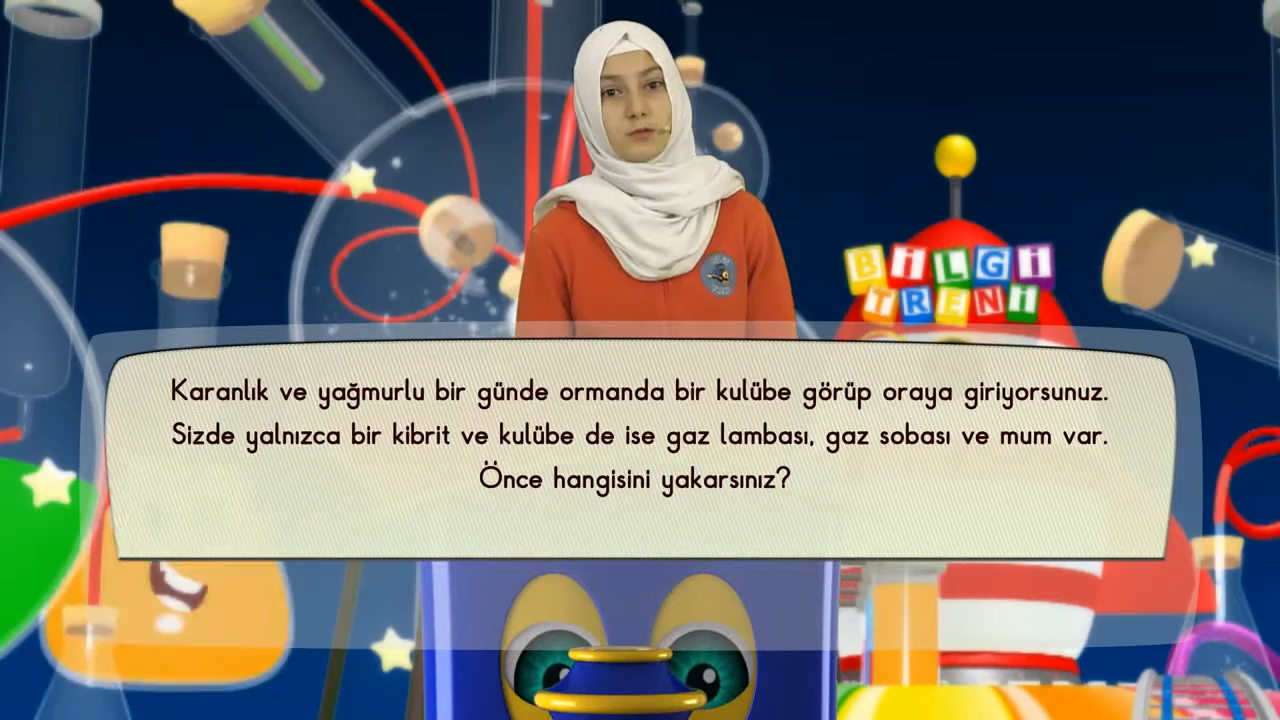 BİLGİ
TRENİ
Karanlık ve yağmurlu bir günde ormanda bir kulübe görüp oraya giriyorsunuz.
Sizde yalnızca bir kibrit ve kulübe de ise gaz lambası, gaz sobası ve mum var.
Önce hangisini yakarsınız?